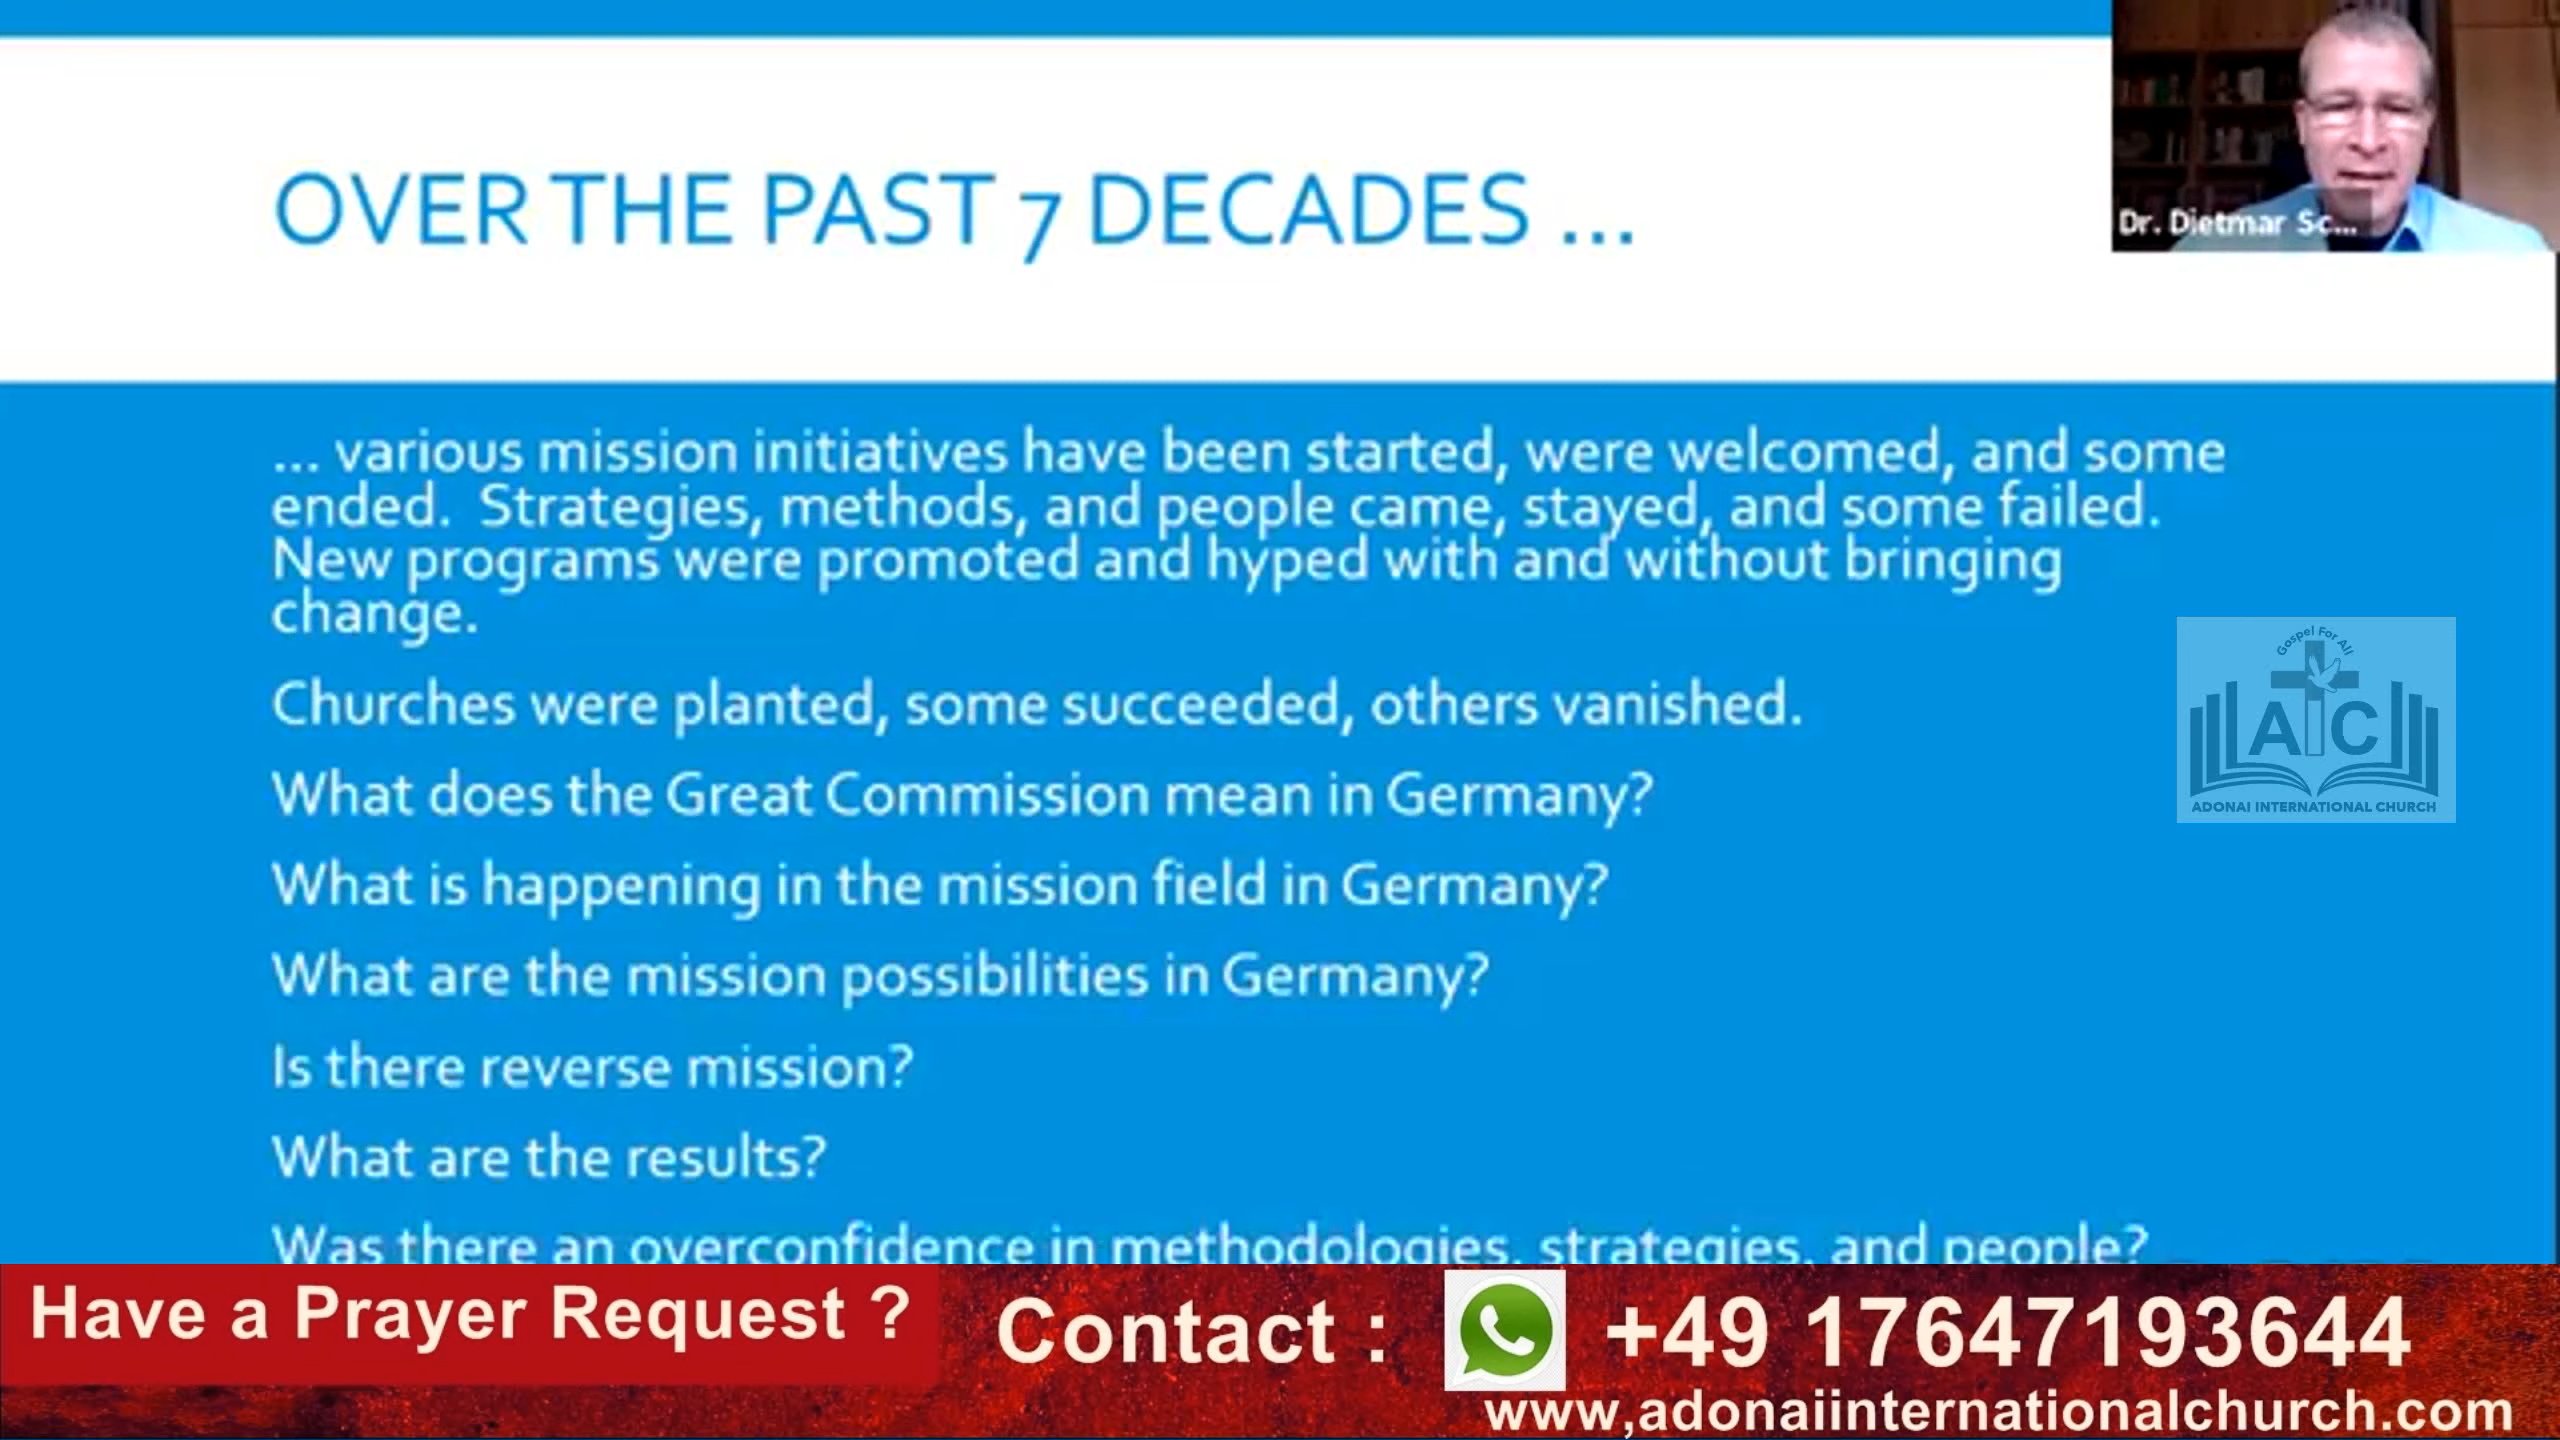 OVER THE PAST 7 DECADES ...
Dr. Dietmar Sc...
... various mission initiatives have been started, were welcomed, and some
ended. Strategies, methods, and people came, stayed, and some failed.
New programs were promoted and hyped with and without bringing
change.
Churches were planted, some succeeded, others vanished.
What does the Great Commission mean in Germany?
What is happening in the mission field in Germany?
What are the mission possibilities in Germany?
Is there reverse mission?
What are the results?
Was there an overconfidence in methodologies, strategies, and people?
Gospel For All
AIC
ADONAI INTERNATIONAL CHURCH
Have a Prayer Request ?
Contact :
+49 17647193644
www,adonaiinternationalchurch.com